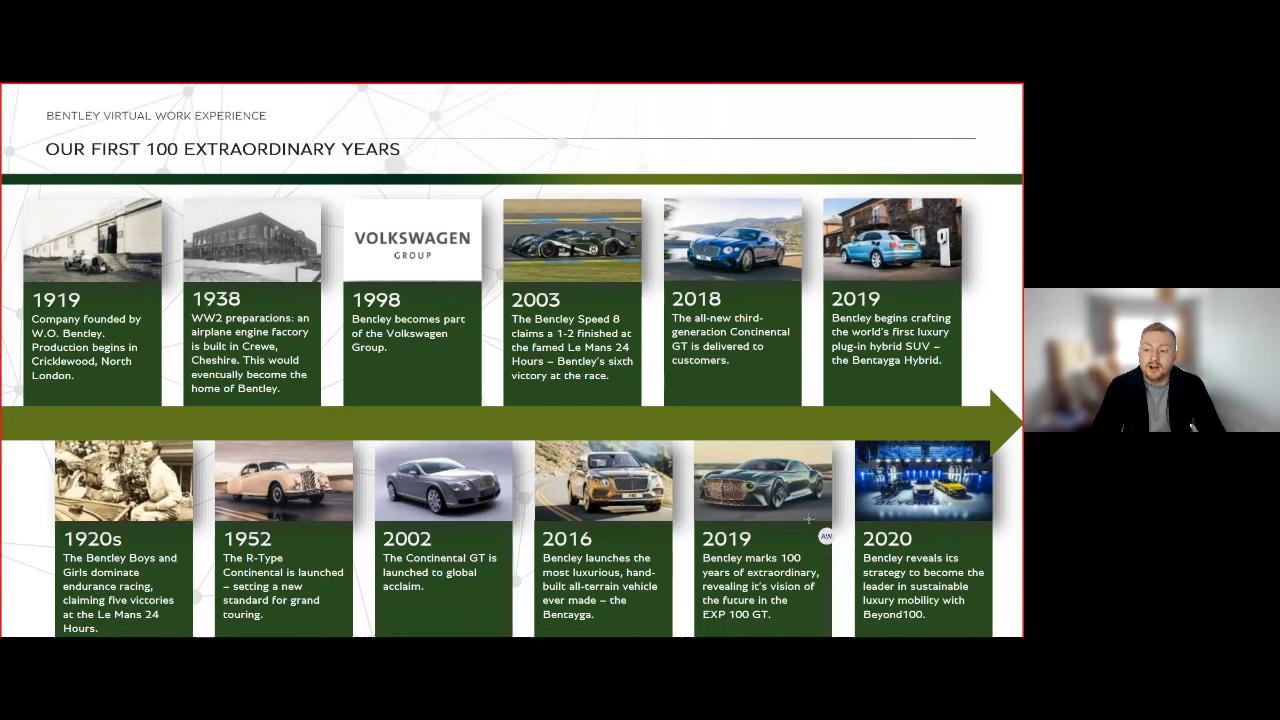 BENTLEY VIRTUAL WORK EXPERIENCE
OUR FIRST 100 EXTRAORDINARY YEARS
VOLKSWAGEN
GROUP
1919
Company founded by
W.O. Bentley.
Production begins in
Cricklewood, North
London.
1938
WW2 preparations: an
airplane engine factory
is built in Crewe,
Cheshire. This would
eventually become the
home of Bentley.
1998
Bentley becomes part
of the Volkswagen
Group.
2003
The Bentley Speed 8
claims a 1-2 finished at
the famed Le Mans 24
Hours – Bentley's sixth
victory at the race.
2018
The all-new third-
generation Continental
GT is delivered to
customers.
2019
Bentley begins crafting
the world's first luxury
plug-in hybrid SUV –
the Bentayga Hybrid.
1920s
The Bentley Boys and
Girls dominate
endurance racing,
claiming five victories
at the Le Mans 24
Hours.
1952
The R-Type
Continental is launched
– setting a new
standard for grand
touring.
2002
The Continental GT is
launched to global
acclaim.
2016
Bentley launches the
most luxurious, hand-
built all-terrain vehicle
ever made – the
Bentayga.
2019
Bentley marks 100
years of extraordinary,
revealing it's vision of
the future in the
EXP 100 GT.
AW
2020
Bentley reveals its
strategy to become the
leader in sustainable
luxury mobility with
Beyond100.